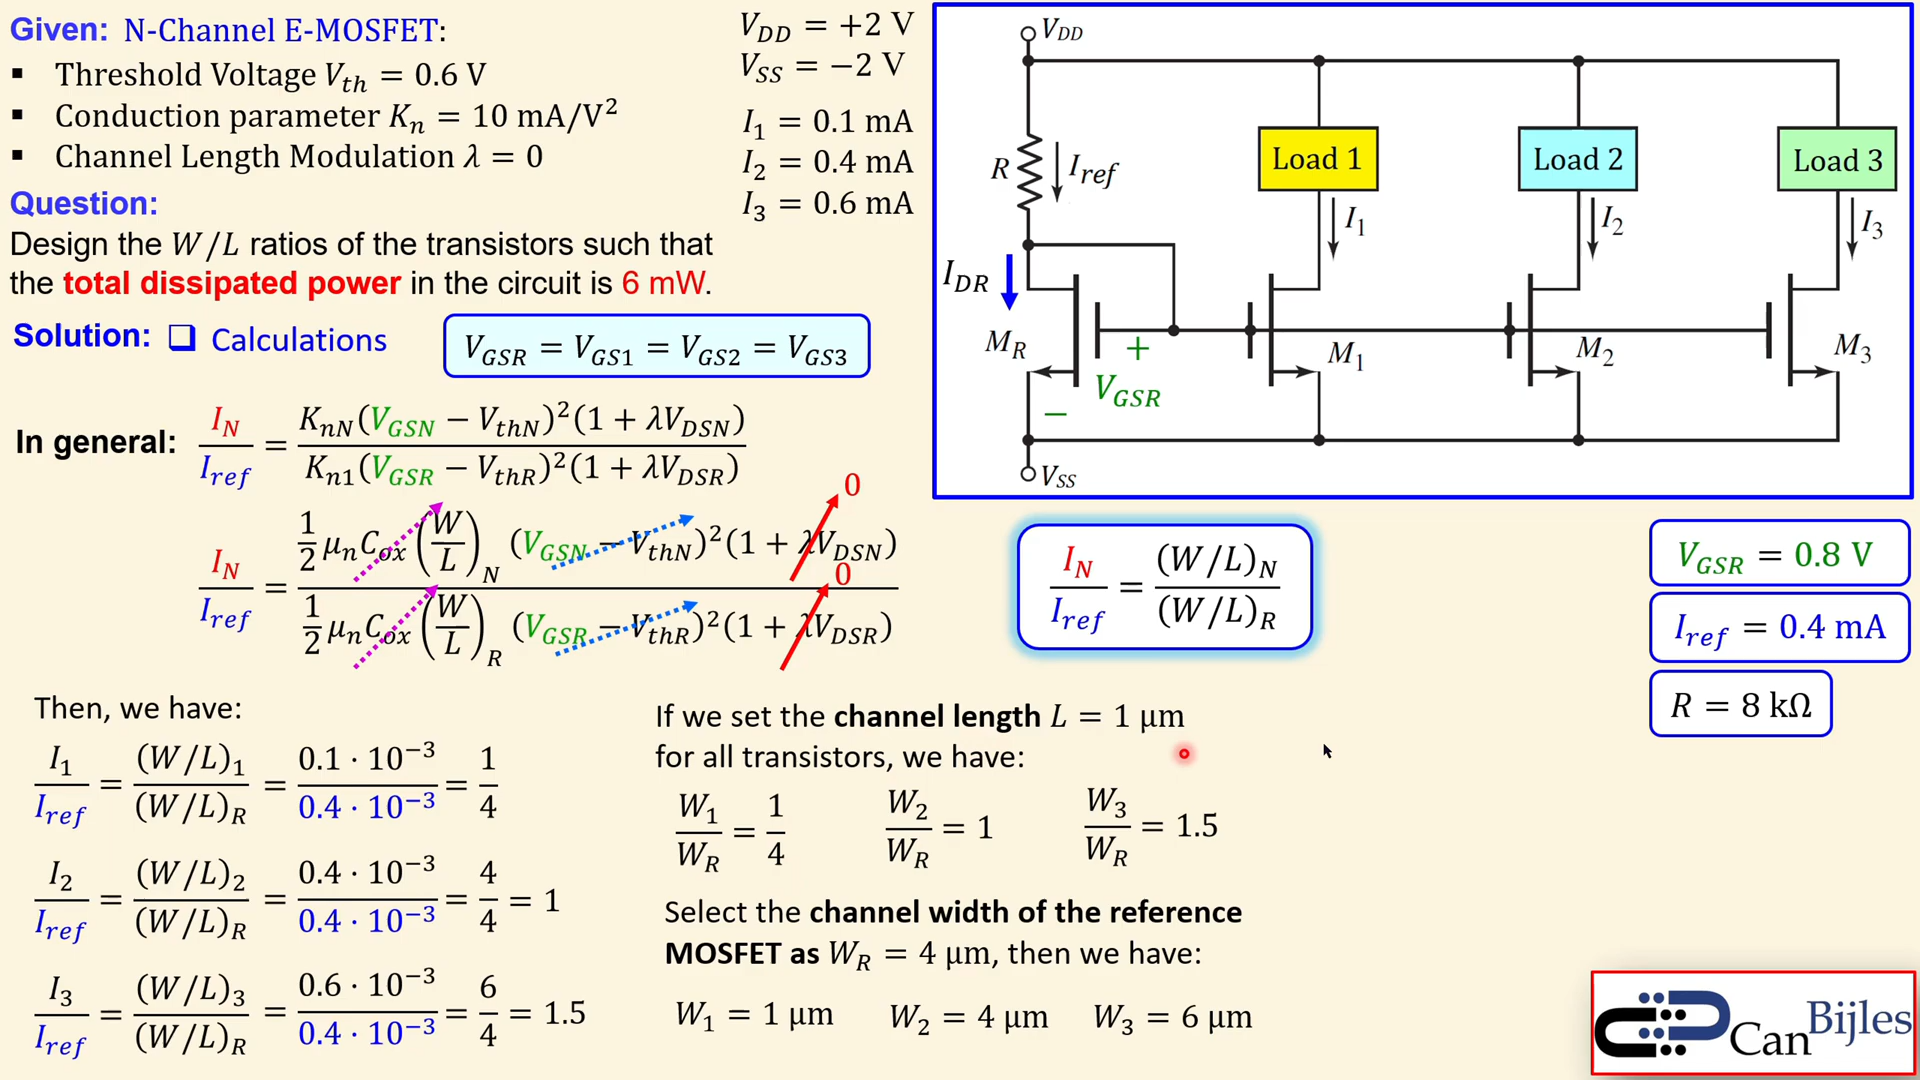 Given: N-Channel E-MOSFET:
▪ Threshold Voltage V_th = 0.6 V
▪ Conduction parameter K_n = 10 mA/V²
▪ Channel Length Modulation λ = 0
V_DD = +2 V
V_SS = −2 V
I_1 = 0.1 mA
I_2 = 0.4 mA
I_3 = 0.6 mA
Question:
Design the W/L ratios of the transistors such that
the total dissipated power in the circuit is 6 mW.
Solution: ❑ Calculations
V_GSR = V_GS1 = V_GS2 = V_GS3
In general: I_N / I_ref = K_nN(V_GSN − V_thN)²(1 + λV_DSN) / K_n1(V_GSR − V_thR)²(1 + λV_DSR)
0
I_N / I_ref = 1/2 μ_n C_ox (W/L)_N (V_GSN − V_thN)²(1 + λV_DSN) / 1/2 μ_n C_ox (W/L)_R (V_GSR − V_thR)²(1 + λV_DSR)
0
Then, we have:
I_1 / I_ref = (W/L)_1 / (W/L)_R = 0.1 · 10⁻³ / 0.4 · 10⁻³ = 1/4
I_2 / I_ref = (W/L)_2 / (W/L)_R = 0.4 · 10⁻³ / 0.4 · 10⁻³ = 4/4 = 1
I_3 / I_ref = (W/L)_3 / (W/L)_R = 0.6 · 10⁻³ / 0.4 · 10⁻³ = 6/4 = 1.5
V_DD
R
I_ref
Load 1
Load 2
Load 3
I_1
I_2
I_3
I_DR
M_R
+
V_GSR
−
M_1
M_2
M_3
V_SS
I_N / I_ref = (W/L)_N / (W/L)_R
V_GSR = 0.8 V
I_ref = 0.4 mA
R = 8 kΩ
If we set the channel length L = 1 μm
for all transistors, we have:
W_1 / W_R = 1/4
W_2 / W_R = 1
W_3 / W_R = 1.5
Select the channel width of the reference
MOSFET as W_R = 4 μm, then we have:
W_1 = 1 μm
W_2 = 4 μm
W_3 = 6 μm
Can Bijles